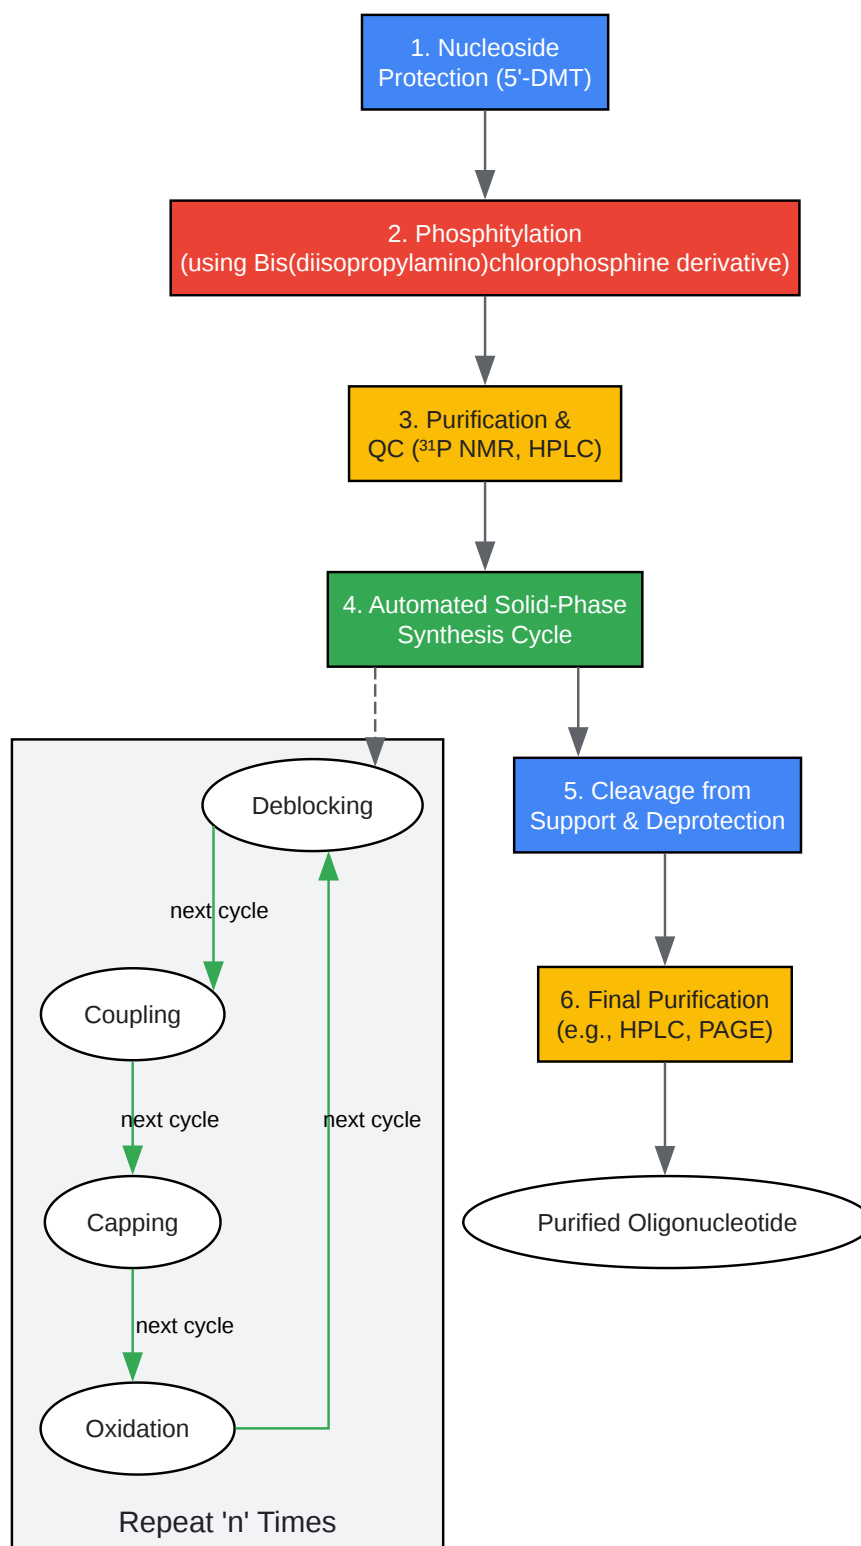 1. Nucleoside
Protection (5'-DMT)
2. Phosphitylation
(using Bis(diisopropylamino)chlorophosphine derivative)
3. Purification &
QC (³¹P NMR, HPLC)
4. Automated Solid-Phase
Synthesis Cycle
Deblocking
next cycle
Coupling
next cycle
Capping
next cycle
Oxidation
next cycle
Repeat 'n' Times
5. Cleavage from
Support & Deprotection
6. Final Purification
(e.g., HPLC, PAGE)
Purified Oligonucleotide